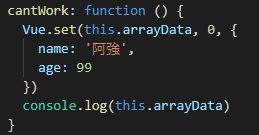 cantWork: function () {
  Vue.set(this.arrayData, 0, {
    name: '阿強',
    age: 99
  })
  console.log(this.arrayData)
}